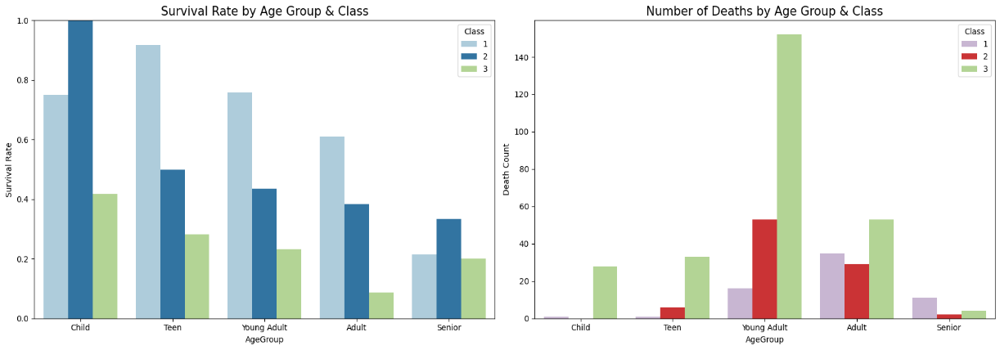 Survival Rate by Age Group & Class
Survival Rate
1.0
0.8
0.6
0.4
0.2
0.0
Class
1
2
3
Child
Teen
Young Adult
Adult
Senior
AgeGroup
Number of Deaths by Age Group & Class
Death Count
140
120
100
80
60
40
20
0
Class
1
2
3
Child
Teen
Young Adult
Adult
Senior
AgeGroup